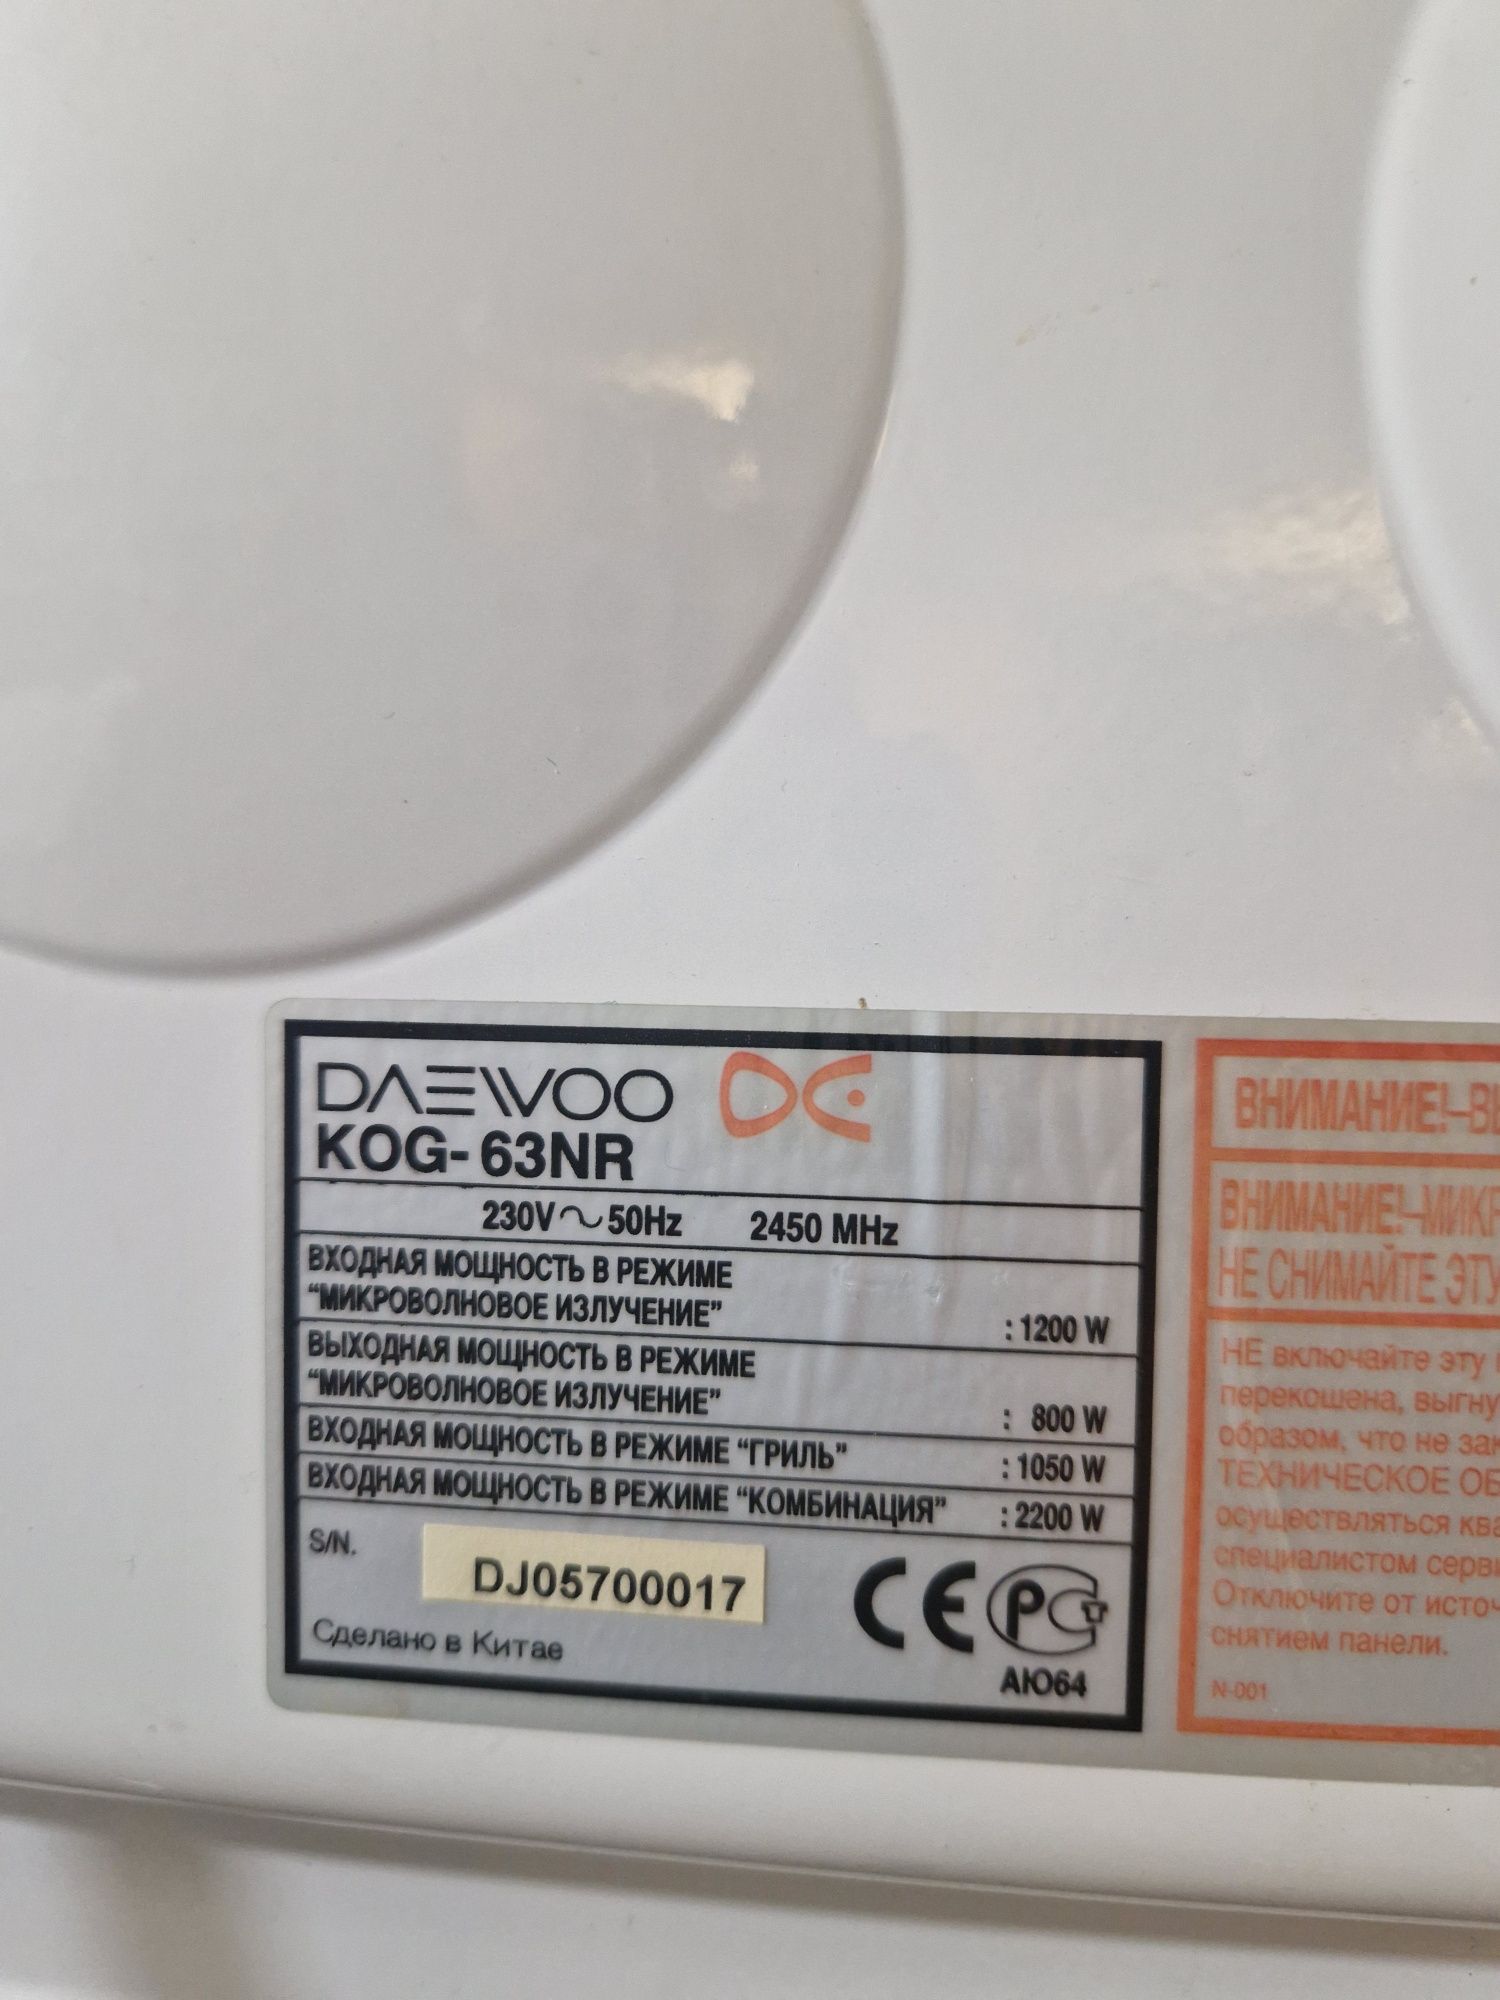 DAEWOO
KOG-63NR
230V~50Hz 2450 MHz
ВХОДНАЯ МОЩНОСТЬ В РЕЖИМЕ
“МИКРОВОЛНОВОЕ ИЗЛУЧЕНИЕ” : 1200 W
ВЫХОДНАЯ МОЩНОСТЬ В РЕЖИМЕ
“МИКРОВОЛНОВОЕ ИЗЛУЧЕНИЕ” : 800 W
ВХОДНАЯ МОЩНОСТЬ В РЕЖИМЕ “ГРИЛЬ” : 1050 W
ВХОДНАЯ МОЩНОСТЬ В РЕЖИМЕ “КОМБИНАЦИЯ” : 2200 W
S/N. DJ05700017
Сделано в Китае
CE
АЮ64
ВНИМАНИЕ!–
ВНИМАНИЕ!–
НЕ СНИМАЙТЕ
НЕ включайте эту
перекошена,
образом, что не
ТЕХНИЧЕСКОЕ
осуществляться
специалистом
Отключите от
снятием панели.
N-001